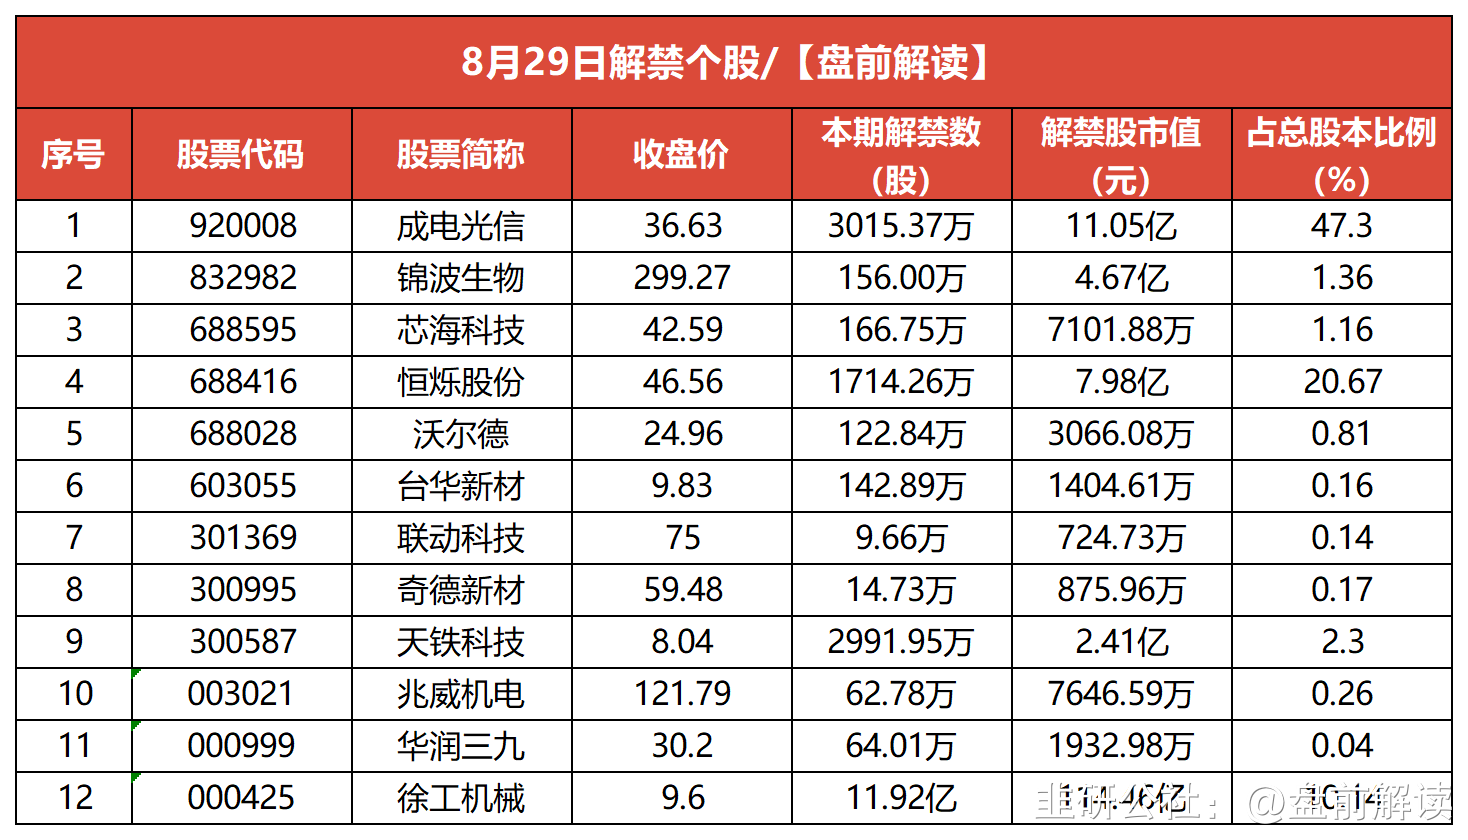 8月29日解禁个股/【盘前解读】
序号 股票代码 股票简称 收盘价 本期解禁数(股) 解禁股市值(元) 占总股本比例(%)
1 920008 成电光信 36.63 3015.37万 11.05亿 47.3
2 832982 锦波生物 299.27 156.00万 4.67亿 1.36
3 688595 芯海科技 42.59 166.75万 7101.88万 1.16
4 688416 恒烁股份 46.56 1714.26万 7.98亿 20.67
5 688028 沃尔德 24.96 122.84万 3066.08万 0.81
6 603055 台华新材 9.83 142.89万 1404.61万 0.16
7 301369 联动科技 75 9.66万 724.73万 0.14
8 300995 奇德新材 59.48 14.73万 875.96万 0.17
9 300587 天铁科技 8.04 2991.95万 2.41亿 2.3
10 003021 兆威机电 121.79 62.78万 7646.59万 0.26
11 000999 华润三九 30.2 64.01万 1932.98万 0.04
12 000425 徐工机械 9.6 11.92亿 114.46亿 10.14
韭研公社：@盘前解读